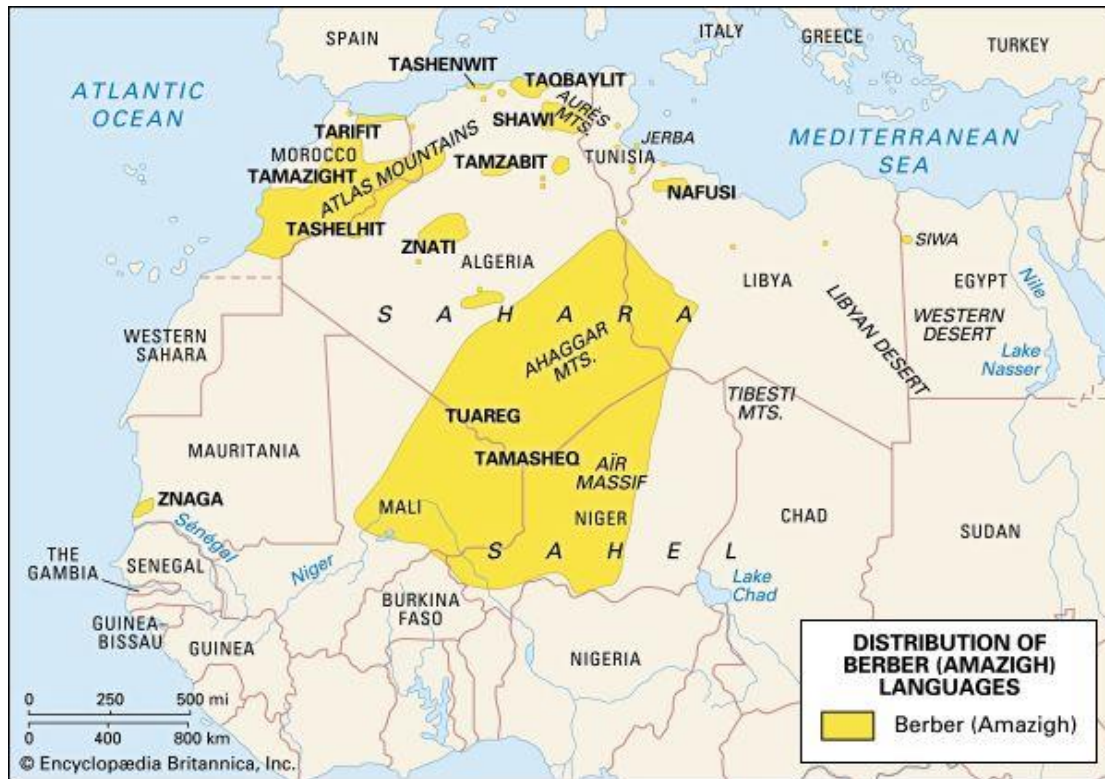 SPAIN
ITALY
GREECE
TURKEY
TASHENWIT
TAQBAYLIT
ATLANTIC
OCEAN
AURÈS
MTS.
SHAWI
TARIFIT
JERBA
MEDITERRANEAN
SEA
MOROCCO
TUNISIA
TAMAZIGHT
ATLAS MOUNTAINS
TAMZABIT
NAFUSI
TASHELHIT
ZNATI
SIWA
ALGERIA
LIBYA
EGYPT
Nile
SAHARA
LIBYAN DESERT
WESTERN
DESERT
WESTERN
SAHARA
AHAGGAR
MTS.
Lake
Nasser
TIBESTI
MTS.
TUAREG
MAURITANIA
TAMASHEQ
AÏR
MASSIF
ZNAGA
MALI
NIGER
CHAD
SUDAN
Sénégal
THE
GAMBIA
SENEGAL
Niger
SAHEL
Lake
Chad
GUINEA-
BISSAU
GUINEA
BURKINA
FASO
NIGERIA
DISTRIBUTION OF
BERBER (AMAZIGH)
LANGUAGES
Berber (Amazigh)
0 250 500 mi
0 400 800 km
© Encyclopædia Britannica, Inc.